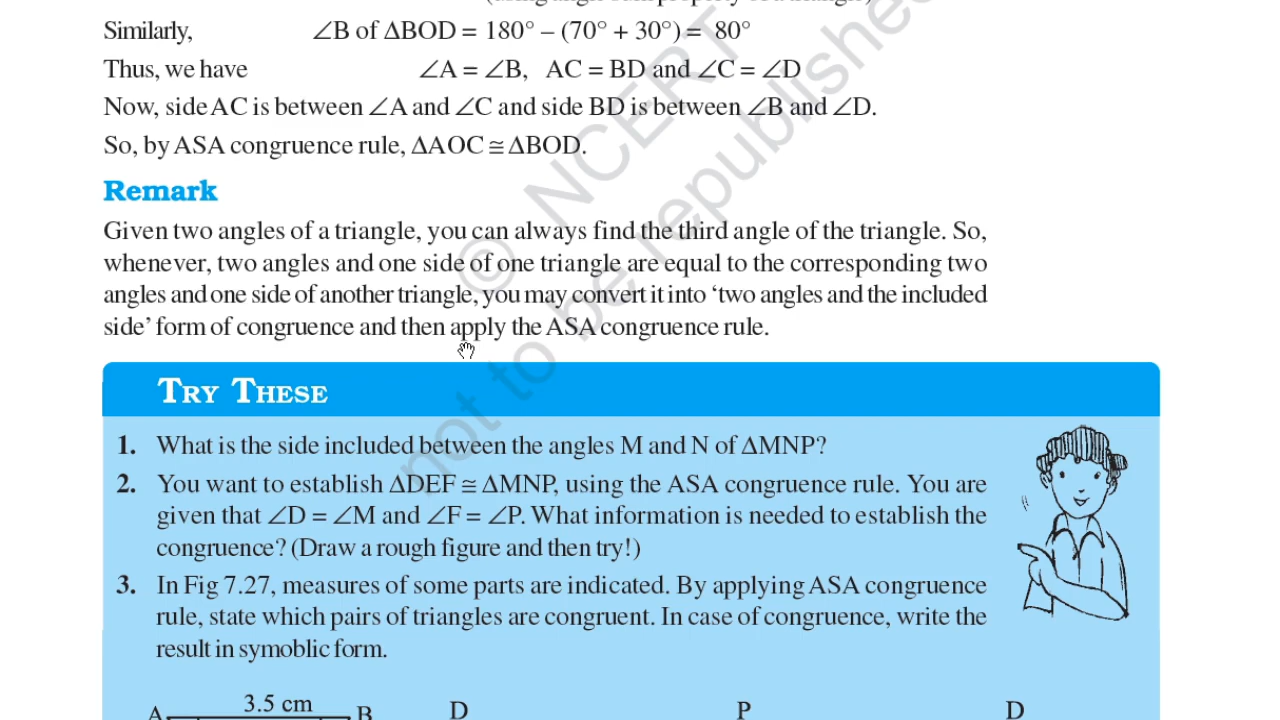 Similarly, ∠B of ΔBOD = 180° – (70° + 30°) = 80°
Thus, we have ∠A = ∠B, AC = BD and ∠C = ∠D
Now, side AC is between ∠A and ∠C and side BD is between ∠B and ∠D.
So, by ASA congruence rule, ΔAOC ≅ ΔBOD.
Remark
Given two angles of a triangle, you can always find the third angle of the triangle. So,
whenever, two angles and one side of one triangle are equal to the corresponding two
angles and one side of another triangle, you may convert it into ‘two angles and the included
side’ form of congruence and then apply the ASA congruence rule.
TRY THESE
1. What is the side included between the angles M and N of ΔMNP?
2. You want to establish ΔDEF ≅ ΔMNP, using the ASA congruence rule. You are
given that ∠D = ∠M and ∠F = ∠P. What information is needed to establish the
congruence? (Draw a rough figure and then try!)
3. In Fig 7.27, measures of some parts are indicated. By applying ASA congruence
rule, state which pairs of triangles are congruent. In case of congruence, write the
result in symoblic form.
3.5 cm
A B D P D
© NCERT
not to be republished